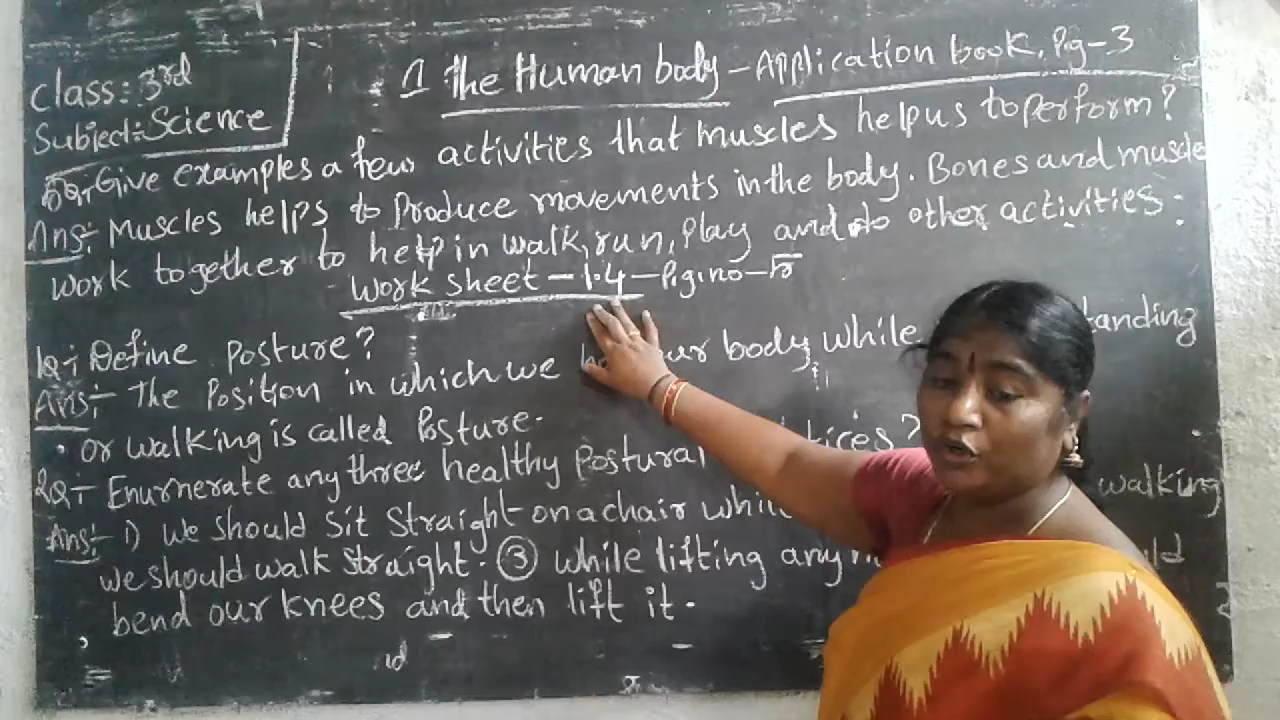 Class: 3rd
Subject:- Science
1 The Human body - Application book, Pg-3
5Q:- Give examples a few activities that muscles help us to perform?
Ans:- Muscles helps to Produce movements in the body. Bones and muscle
work together to help in walk, run, Play and do other activities.
Work sheet - 1.4 - Pg.no - 5
1Q:- Define Posture?
Ans:- The Position in which we body while tanding
or walking is called Posture.
2Q:- Enumerate any three healthy Postural tices?
Ans:- 1) We should Sit Straight on a chair walking
we should walk straight. 3 while lifting any
bend our knees and then lift it.